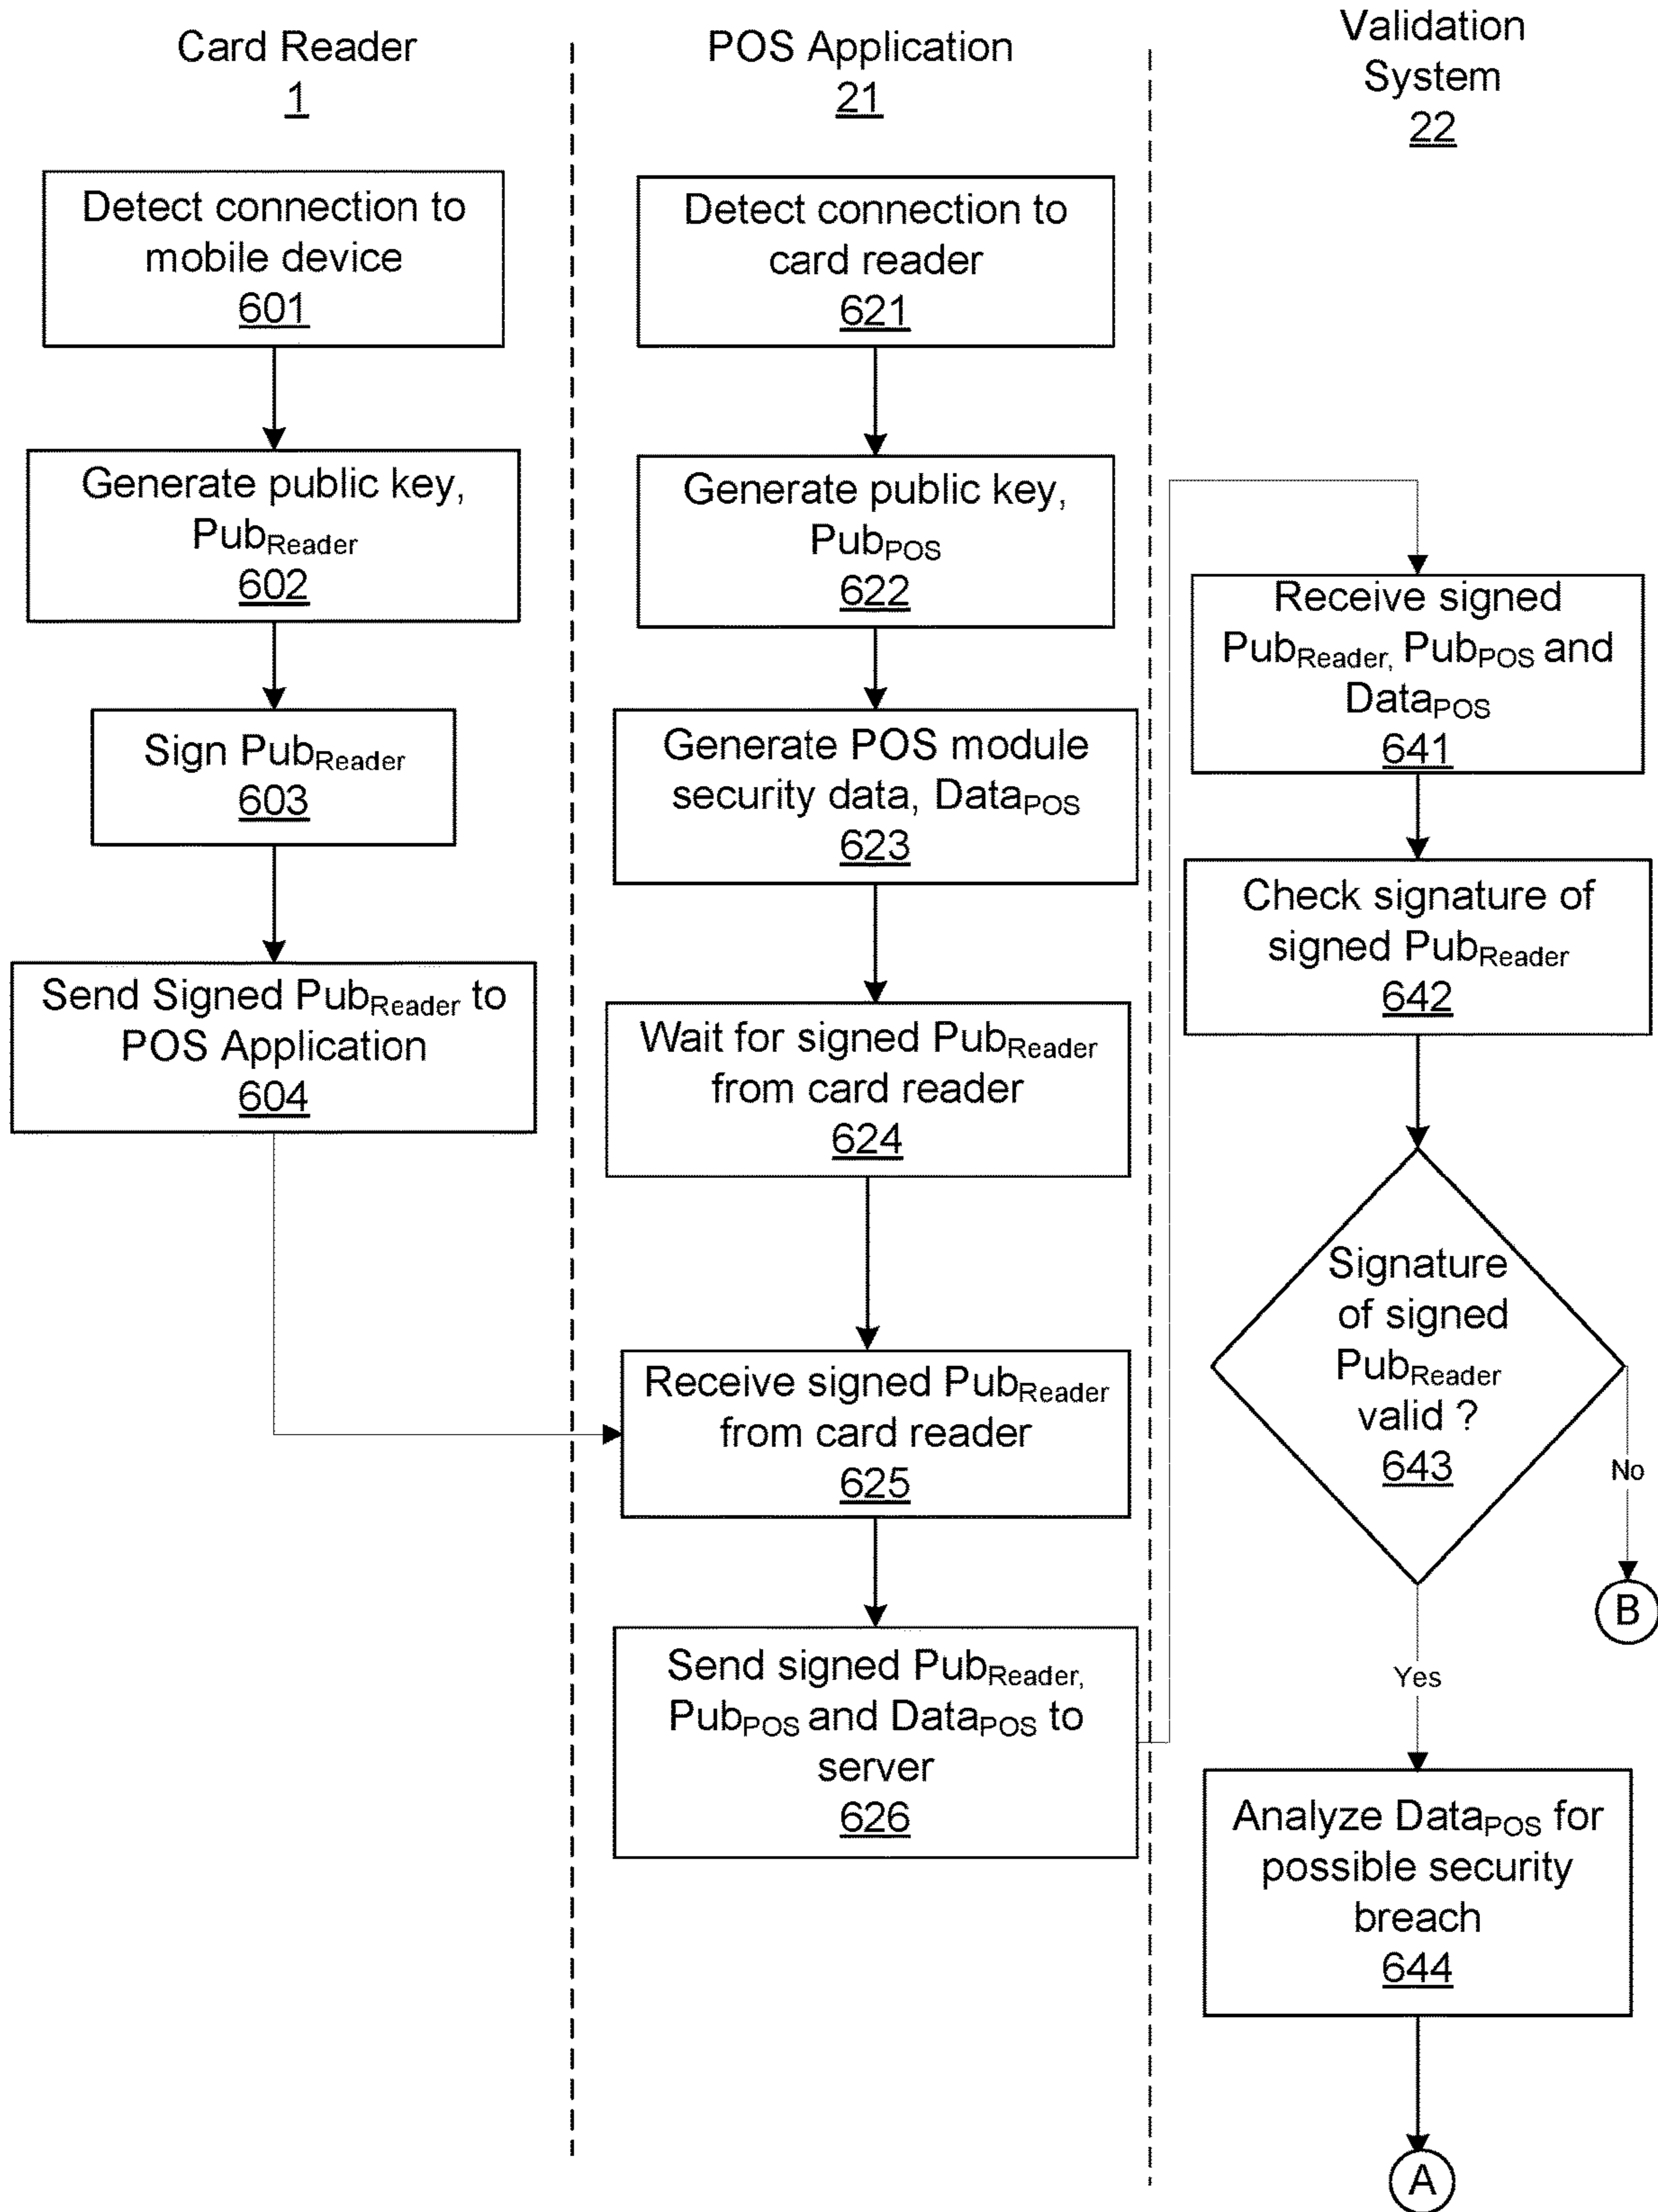 Card Reader
1
Detect connection to
mobile device
601
Generate public key,
PubReader
602
Sign PubReader
603
Send Signed PubReader to
POS Application
604
POS Application
21
Detect connection to
card reader
621
Generate public key,
PubPOS
622
Generate POS module
security data, DataPOS
623
Wait for signed PubReader
from card reader
624
Receive signed PubReader
from card reader
625
Send signed PubReader,
PubPOS and DataPOS to
server
626
Validation
System
22
Receive signed
PubReader, PubPOS and
DataPOS
641
Check signature of
signed PubReader
642
Signature
of signed
PubReader
valid ?
643
No
B
Yes
Analyze DataPOS for
possible security
breach
644
A